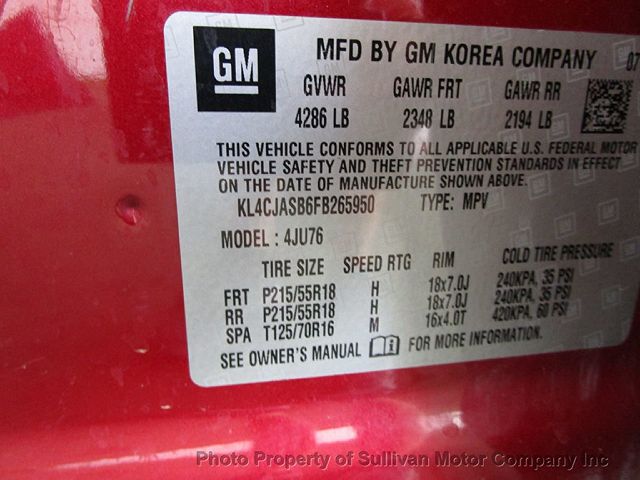 GM MFD BY GM KOREA COMPANY 07
GVWR GAWR FRT GAWR RR
4286 LB 2348 LB 2194 LB
THIS VEHICLE CONFORMS TO ALL APPLICABLE U.S. FEDERAL MOTOR
VEHICLE SAFETY AND THEFT PREVENTION STANDARDS IN EFFECT
ON THE DATE OF MANUFACTURE SHOWN ABOVE.
KL4CJASB6FB265950 TYPE: MPV
MODEL : 4JU76
TIRE SIZE SPEED RTG RIM COLD TIRE PRESSURE
FRT P215/55R18 H 18x7.0J 240KPA, 35 PSI
RR P215/55R18 H 18x7.0J 240KPA, 35 PSI
SPA T125/70R16 M 16x4.0T 420KPA, 60 PSI
SEE OWNER'S MANUAL FOR MORE INFORMATION.
Photo Property of Sullivan Motor Company Inc